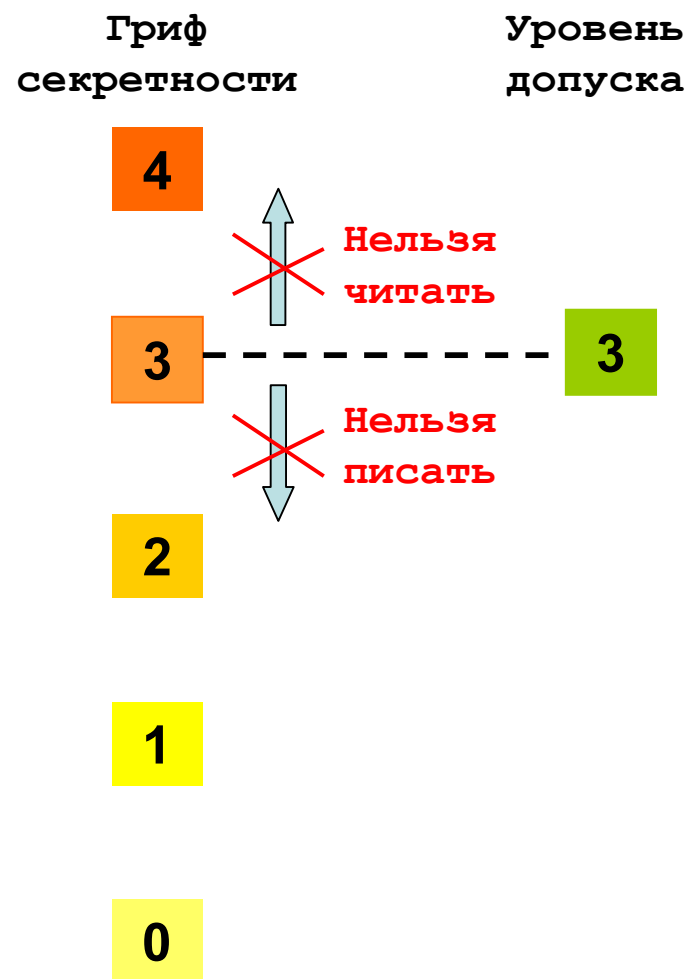 Гриф
секретности
Уровень
допуска
4
Нельзя
читать
3
3
Нельзя
писать
2
1
0